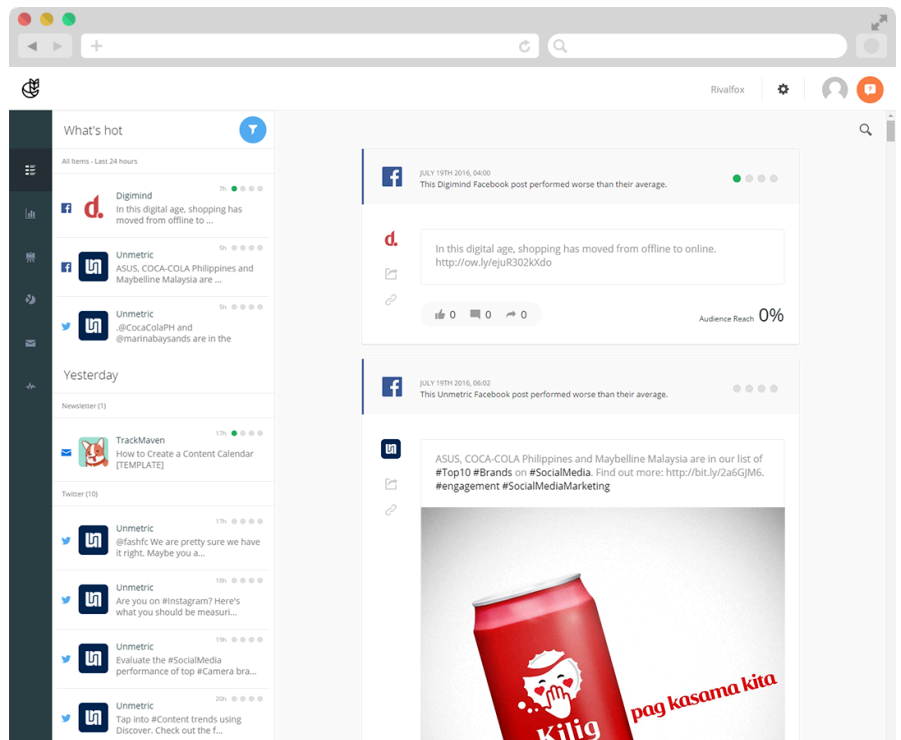 Rivalfox
What's hot
All Items - Last 24 hours
7h
Digimind
In this digital age, shopping has
moved from offline to ...
5h
Unmetric
ASUS, COCA-COLA Philippines and
Maybelline Malaysia are ...
5h
Unmetric
.@CocaColaPH and
@marinabaysands are in the
Yesterday
Newsletter (1)
17h
TrackMaven
How to Create a Content Calendar
[TEMPLATE]
Twitter (10)
17h
Unmetric
@fashfc We are pretty sure we have
it right. Maybe you a...
18h
Unmetric
Are you on #Instagram? Here's
what you should be measuri...
19h
Unmetric
Evaluate the #SocialMedia
performance of top #Camera bra...
20h
Unmetric
Tap into #Content trends using
Discover. Check out the f...
JULY 19TH 2016, 04:00
This Digimind Facebook post performed worse than their average.
d.
In this digital age, shopping has moved from offline to online.
http://ow.ly/ejuR302kXdo
0 0 0
Audience Reach 0%
JULY 19TH 2016, 06:02
This Unmetric Facebook post performed worse than their average.
ASUS, COCA-COLA Philippines and Maybelline Malaysia are in our list of
#Top10 #Brands on #SocialMedia. Find out more: http://bit.ly/2a6GJM6.
#engagement #SocialMediaMarketing
Kilig
pag kasama kita